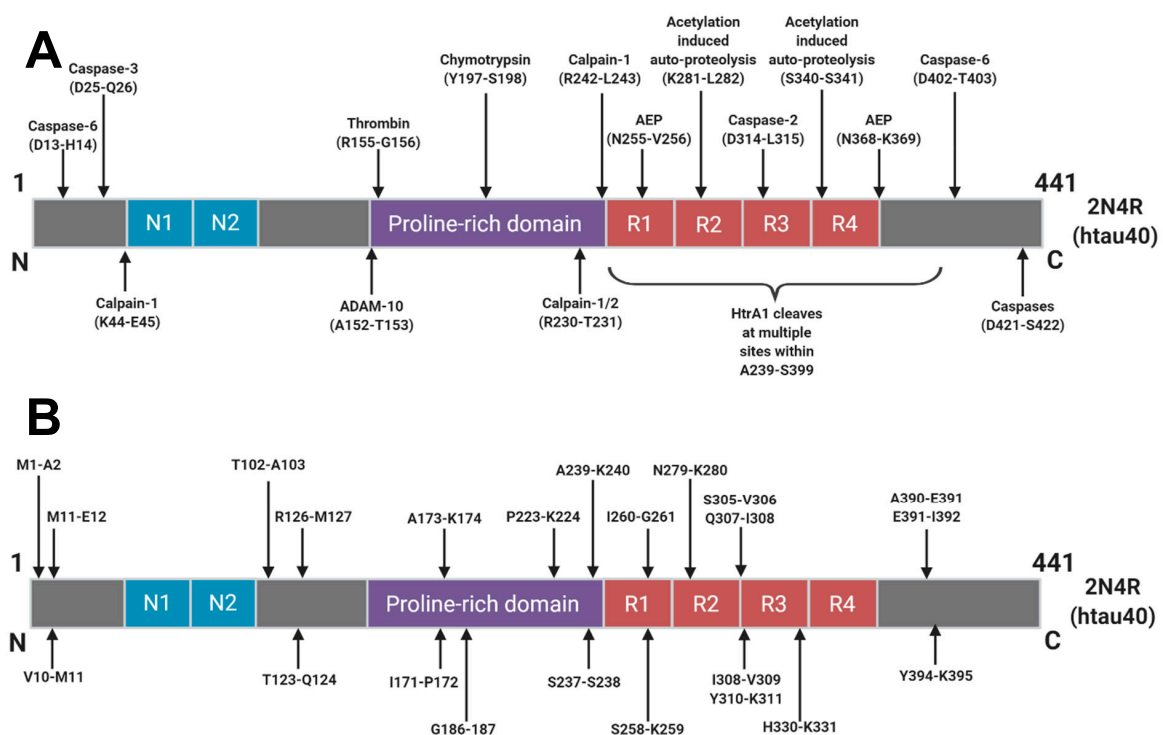 A
Caspase-6
(D13-H14)
Caspase-3
(D25-Q26)
Thrombin
(R155-G156)
Chymotrypsin
(Y197-S198)
Calpain-1
(R242-L243)
AEP
(N255-V256)
Acetylation
induced
auto-proteolysis
(K281-L282)
Caspase-2
(D314-L315)
Acetylation
induced
auto-proteolysis
(S340-S341)
AEP
(N368-K369)
Caspase-6
(D402-T403)
1
441
N1
N2
Proline-rich domain
R1
R2
R3
R4
2N4R
(htau40)
N
C
Calpain-1
(K44-E45)
ADAM-10
(A152-T153)
Calpain-1/2
(R230-T231)
HtrA1 cleaves
at multiple
sites within
A239-S399
Caspases
(D421-S422)
B
M1-A2
M11-E12
T102-A103
R126-M127
A173-K174
P223-K224
A239-K240
I260-G261
N279-K280
S305-V306
Q307-I308
A390-E391
E391-I392
1
441
N1
N2
Proline-rich domain
R1
R2
R3
R4
2N4R
(htau40)
N
C
V10-M11
T123-Q124
I171-P172
G186-187
S237-S238
S258-K259
I308-V309
Y310-K311
H330-K331
Y394-K395